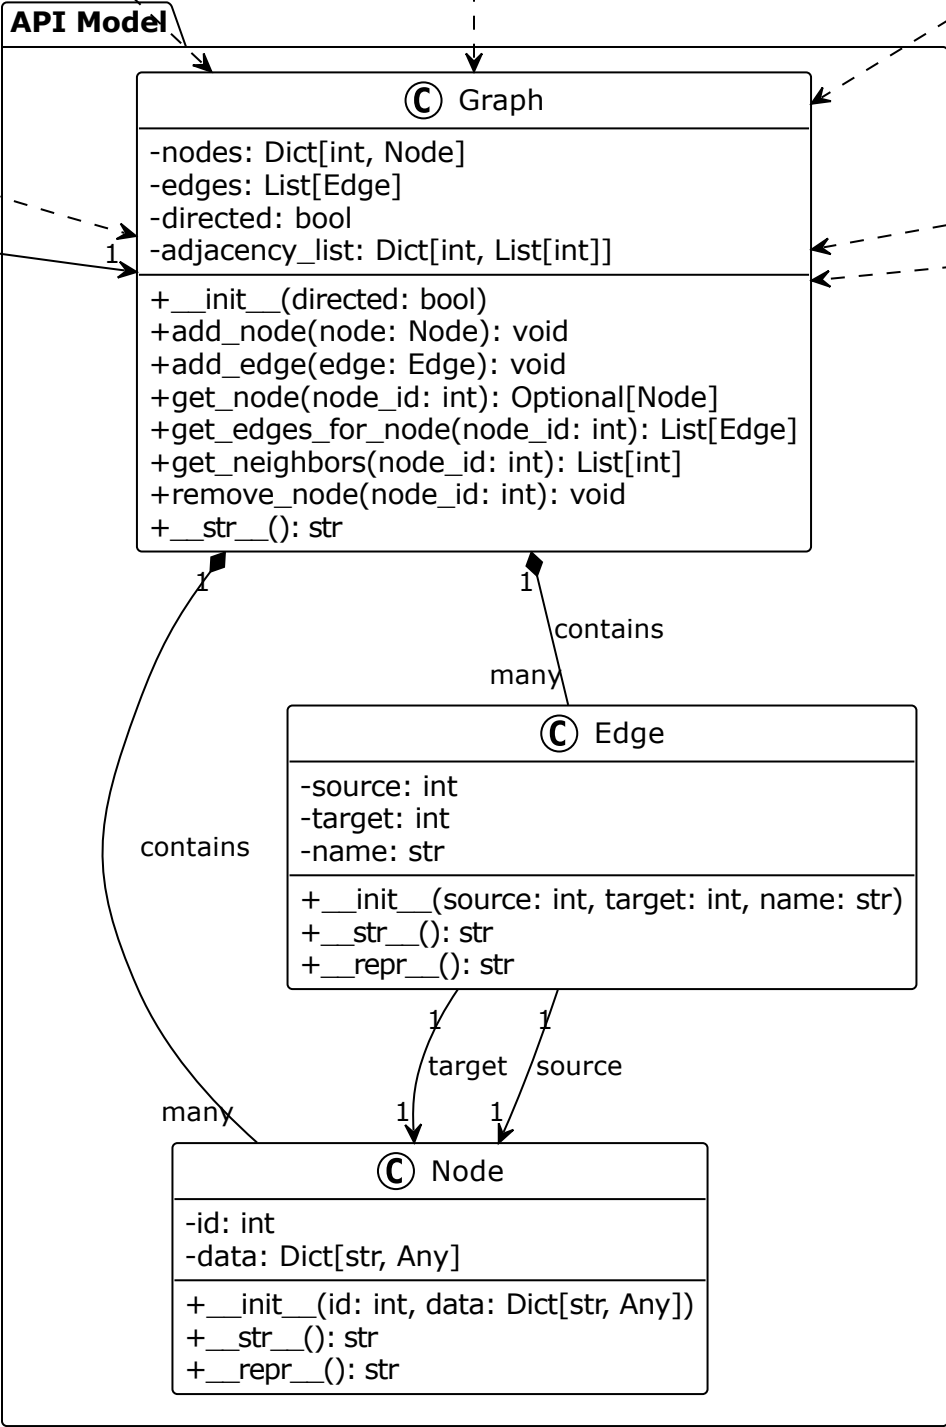 API Model
C Graph
-nodes: Dict[int, Node]
-edges: List[Edge]
-directed: bool
-adjacency_list: Dict[int, List[int]]
1
+__init__(directed: bool)
+add_node(node: Node): void
+add_edge(edge: Edge): void
+get_node(node_id: int): Optional[Node]
+get_edges_for_node(node_id: int): List[Edge]
+get_neighbors(node_id: int): List[int]
+remove_node(node_id: int): void
+__str__(): str
1
1
contains
many
C Edge
-source: int
-target: int
-name: str
contains
+__init__(source: int, target: int, name: str)
+__str__(): str
+__repr__(): str
1
1
target
source
many
1
1
C Node
-id: int
-data: Dict[str, Any]
+__init__(id: int, data: Dict[str, Any])
+__str__(): str
+__repr__(): str